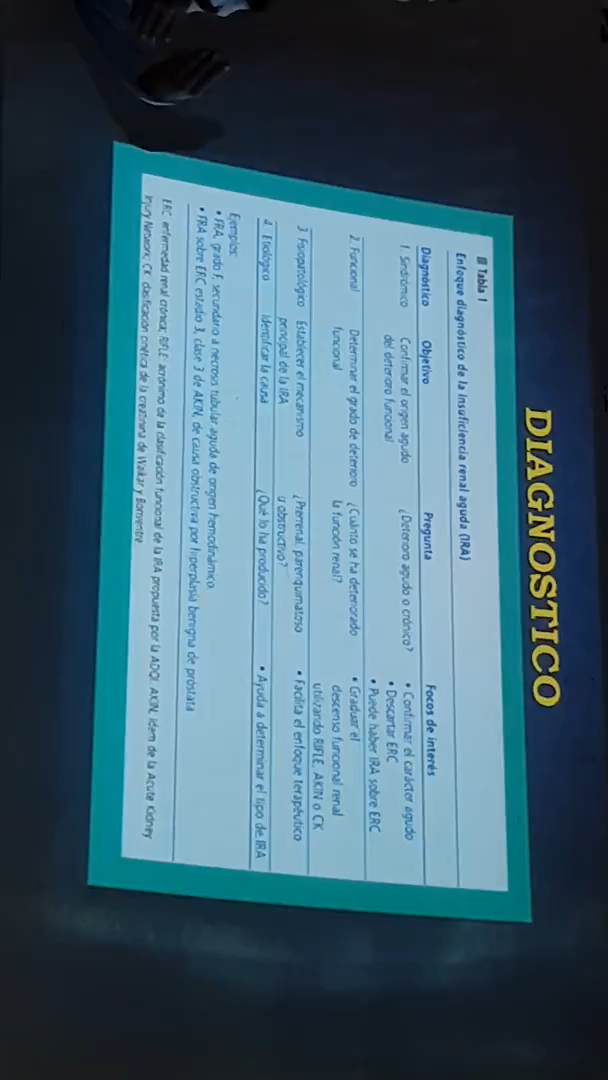 DIAGNOSTICO
Tabla 1
Enfoque diagnóstico de la insuficiencia renal aguda (IRA)
Diagnóstico Objetivo Pregunta Focos de interés
1. Sindrómico Confirmar el origen agudo ¿Deterioro agudo o crónico? • Confirmar el carácter agudo
del deterioro funcional • Descartar ERC
• Puede haber IRA sobre ERC
2. Funcional Determinar el grado de deterioro ¿Cuánto se ha deteriorado • Graduar el
funcional la función renal? descenso funcional renal
utilizando RIFLE, AKIN o CK
3. Fisiopatológico Establecer el mecanismo ¿Prerrenal, parenquimatoso • Facilita el enfoque terapéutico
principal de la IRA u obstructivo?
4. Etiológico Identificar la causa ¿Qué lo ha producido? • Ayuda a determinar el tipo de IRA
Ejemplos:
• FRA, grado F, secundario a necrosis tubular aguda de origen hemodinámico
• FRA sobre ERC estadio 3, clase 3 de AKIN, de causa obstructiva por hiperplasia benigna de próstata
ERC: enfermedad renal crónica; RIFLE: acrónimo de la clasificación funcional de la IRA propuesta por la ADQI; AKIN: ídem de la Acute Kidney
Injury Network; CK: clasificación cinética de la creatinina de Waikar y Bonventre